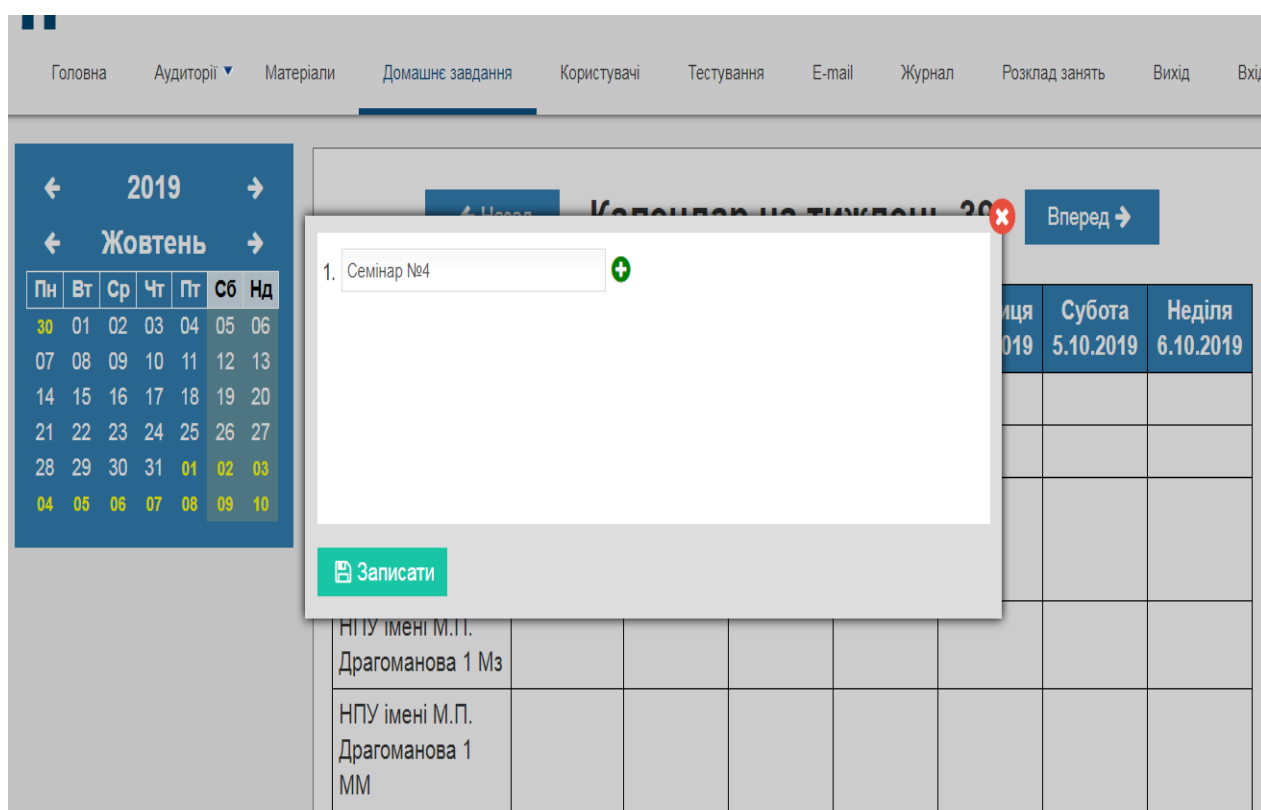 Головна Аудиторії Матеріали Домашнє завдання Користувачі Тестування E-mail Журнал Розклад занять Вихід
2019
Жовтень
Пн Вт Ср Чт Пт Сб Нд
30 01 02 03 04 05 06
07 08 09 10 11 12 13
14 15 16 17 18 19 20
21 22 23 24 25 26 27
28 29 30 31 01 02 03
04 05 06 07 08 09 10
Календар на тиждень
Вперед
1. Семінар №4
Записати
Субота Неділя
5.10.2019 6.10.2019
НПУ імені М.П.
Драгоманова 1 Мз
НПУ імені М.П.
Драгоманова 1
ММ